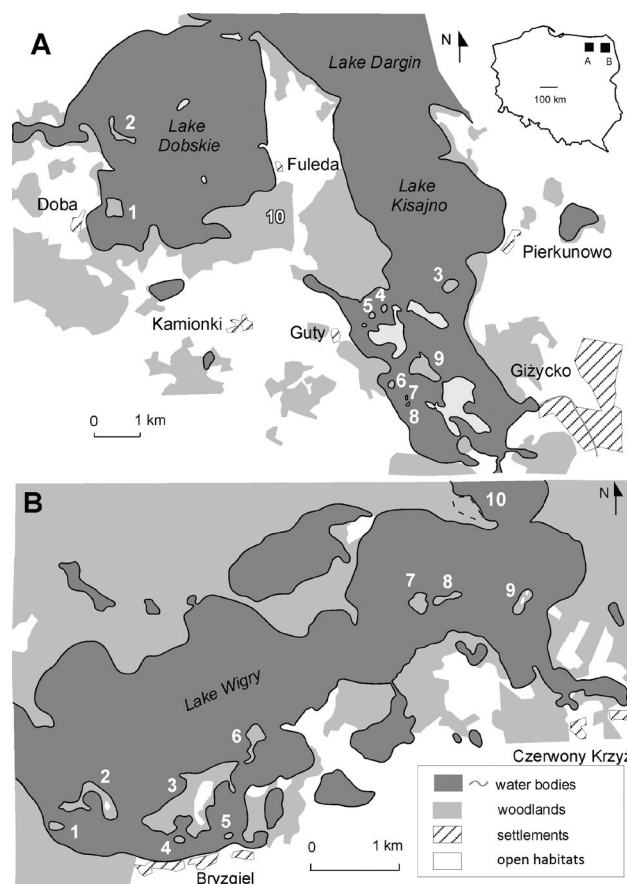 A
N
Lake Dargin
A
B
100 km
2
Lake
Dobskie
Fuleda
Lake
Kisajno
Doba
1
10
Pierkunowo
3
4
5
Kamionki
Guty
9
Giżycko
6
7
8
0
1 km
B
10
N
7
8
9
Lake Wigry
6
Czerwony Krzyż
2
3
1
4
5
Bryzgiel
0
1 km
water bodies
woodlands
settlements
open habitats